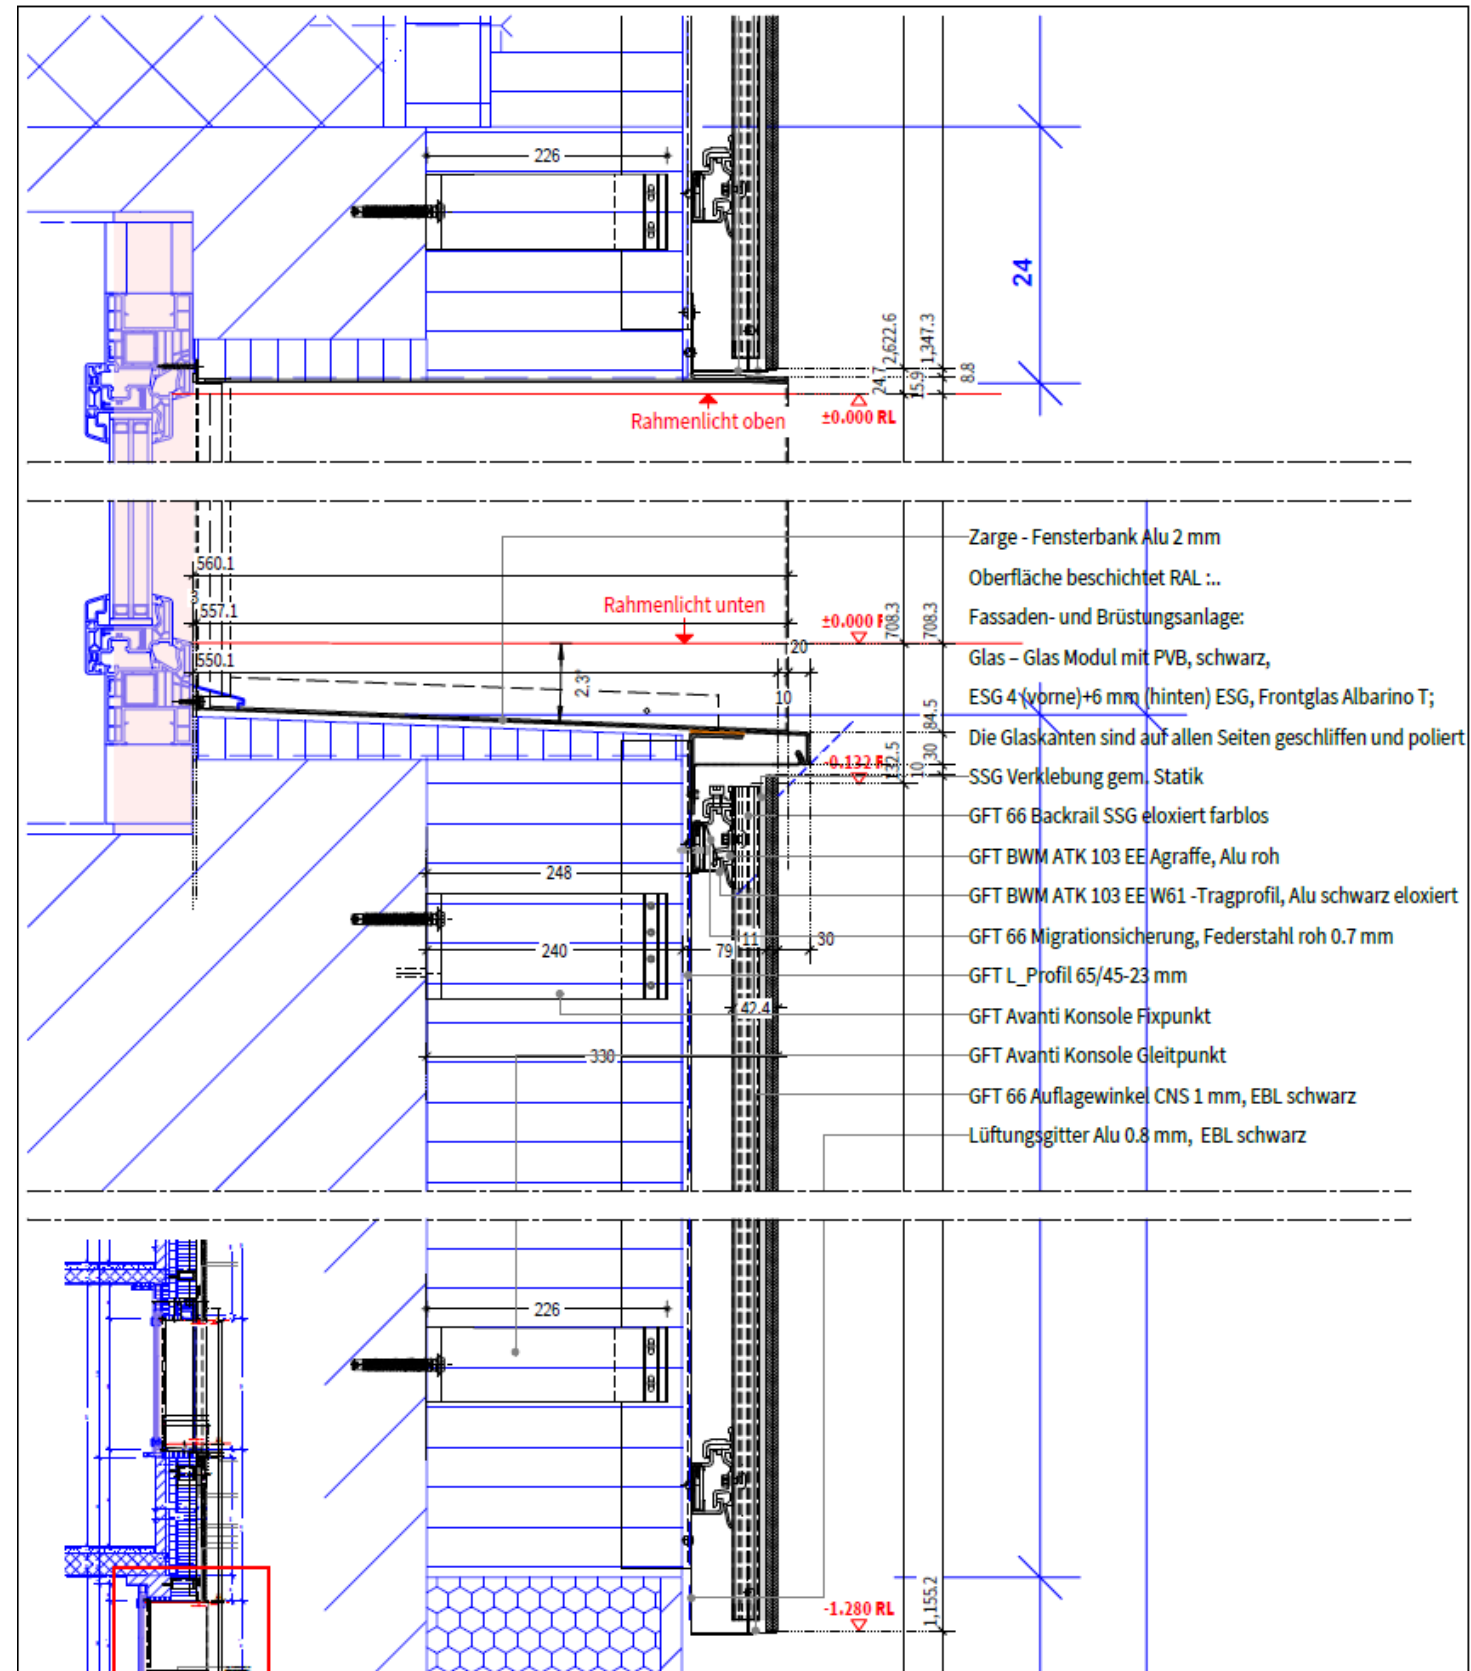 226
24
2,622.6
1,347.3
24.7
15.9
8.8
Rahmenlicht oben
±0.000 RL
Zarge - Fensterbank Alu 2 mm
560.1
Oberfläche beschichtet RAL :..
3
557.1
Rahmenlicht unten
±0.000 R
708.3
708.3
Fassaden- und Brüstungsanlage:
550.1
20
Glas – Glas Modul mit PVB, schwarz,
2,3°
10
ESG 4 (vorne)+6 mm (hinten) ESG, Frontglas Albarino T;
84.5
Die Glaskanten sind auf allen Seiten geschliffen und poliert
-0.132 R
132.5
10
30
SSG Verklebung gem. Statik
GFT 66 Backrail SSG eloxiert farblos
GFT BWM ATK 103 EE Agraffe, Alu roh
248
GFT BWM ATK 103 EE W61 -Tragprofil, Alu schwarz eloxiert
240
79
11
30
GFT 66 Migrationsicherung, Federstahl roh 0.7 mm
GFT L_Profil 65/45-23 mm
42.4
GFT Avanti Konsole Fixpunkt
330
GFT Avanti Konsole Gleitpunkt
GFT 66 Auflagewinkel CNS 1 mm, EBL schwarz
Lüftungsgitter Alu 0.8 mm, EBL schwarz
226
-1.280 RL
1,155.2